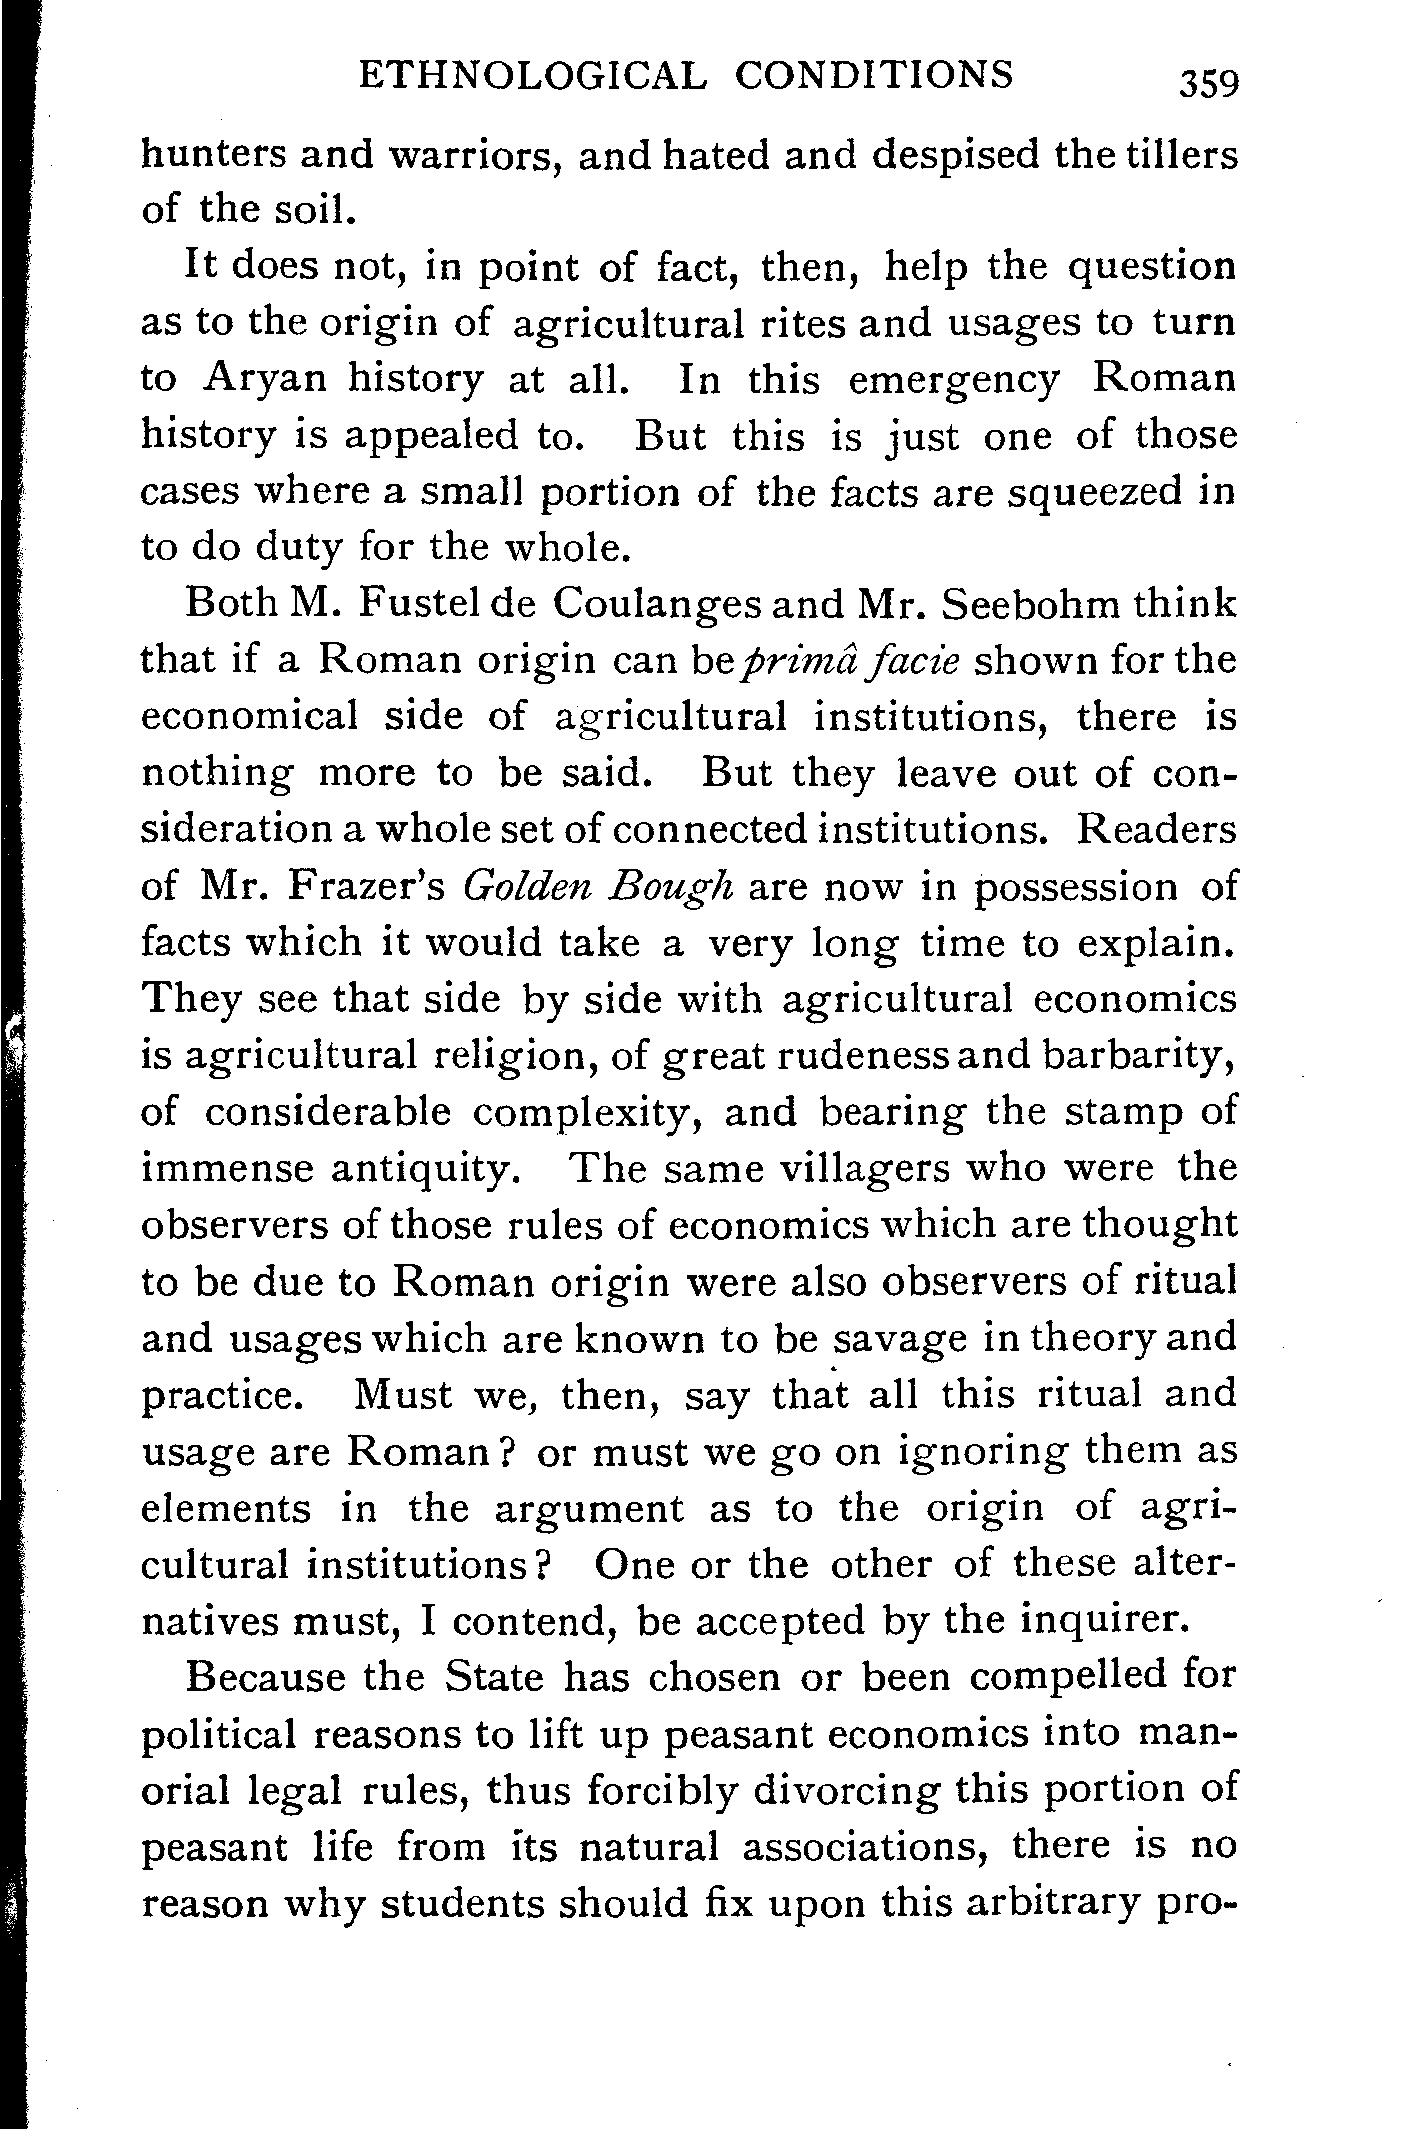 ETHNOLOGICAL CONDITIONS 359
hunters and warriors, and hated and despised the tillers
of the soil.
It does not, in point of fact, then, help the question
as to the origin of agricultural rites and usages to turn
to Aryan history at all. In this emergency Roman
history is appealed to. But this is just one of those
cases where a small portion of the facts are squeezed in
to do duty for the whole.
Both M. Fustel de Coulanges and Mr. Seebohm think
that if a Roman origin can be primâ facie shown for the
economical side of agricultural institutions, there is
nothing more to be said. But they leave out of con-
sideration a whole set of connected institutions. Readers
of Mr. Frazer's Golden Bough are now in possession of
facts which it would take a very long time to explain.
They see that side by side with agricultural economics
is agricultural religion, of great rudeness and barbarity,
of considerable complexity, and bearing the stamp of
immense antiquity. The same villagers who were the
observers of those rules of economics which are thought
to be due to Roman origin were also observers of ritual
and usages which are known to be savage in theory and
practice. Must we, then, say that all this ritual and
usage are Roman? or must we go on ignoring them as
elements in the argument as to the origin of agri-
cultural institutions? One or the other of these alter-
natives must, I contend, be accepted by the inquirer.
Because the State has chosen or been compelled for
political reasons to lift up peasant economics into man-
orial legal rules, thus forcibly divorcing this portion of
peasant life from its natural associations, there is no
reason why students should fix upon this arbitrary pro-